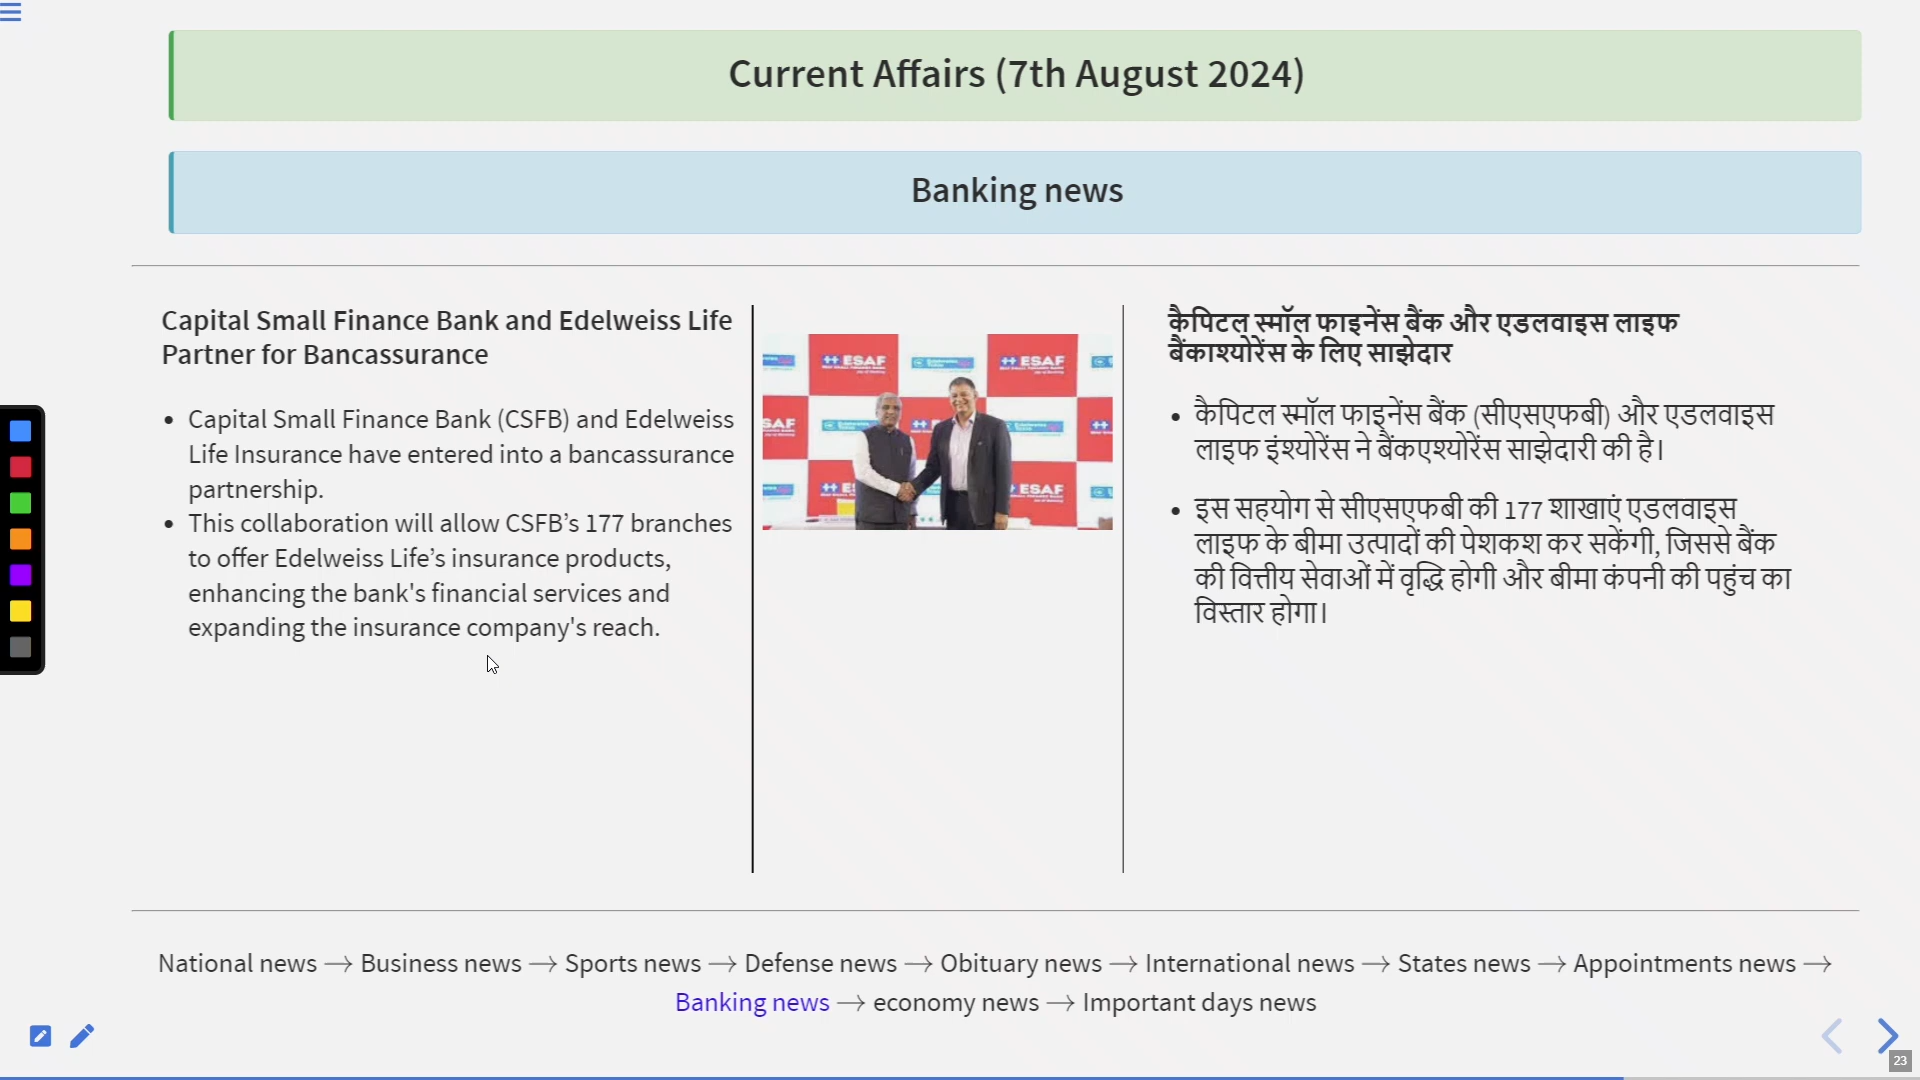 Current Affairs (7th August 2024)
Banking news
Capital Small Finance Bank and Edelweiss Life
Partner for Bancassurance
• Capital Small Finance Bank (CSFB) and Edelweiss
Life Insurance have entered into a bancassurance
partnership.
• This collaboration will allow CSFB’s 177 branches
to offer Edelweiss Life’s insurance products,
enhancing the bank's financial services and
expanding the insurance company's reach.
ESAF
ESAF
ESAF
कैपिटल स्मॉल फाइनेंस बैंक और एडलवाइस लाइफ
बैंकाश्योरेंस के लिए साझेदार
• कैपिटल स्मॉल फाइनेंस बैंक (सीएसएफबी) और एडलवाइस
लाइफ इंश्योरेंस ने बैंकएश्योरेंस साझेदारी की है।
• इस सहयोग से सीएसएफबी की 177 शाखाएं एडलवाइस
लाइफ के बीमा उत्पादों की पेशकश कर सकेंगी, जिससे बैंक
की वित्तीय सेवाओं में वृद्धि होगी और बीमा कंपनी की पहुंच का
विस्तार होगा।
National news → Business news → Sports news → Defense news → Obituary news → International news → States news → Appointments news →
Banking news → economy news → Important days news
23